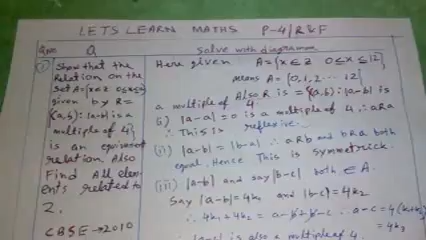 LETS LEARN MATHS P-4/R&F
Q
Solve with diagramm
Show that the
Relation on the
set A={x∈Z 0≤x≤12}
given by R=
{(a,b): |a-b| is a
multiple of 4}
is an equivalent
relation. Also
Find All elem
ents related to
2.
CBSE → 2010
Here given A={x∈Z 0≤x≤12}
means A={0,1,2... 12}
Also R is = {(a,b): |a-b| is
a multiple of 4.
(i) |a-a|=0 is a multiple of 4 ∴ aRa
∴ This is reflexive.
(ii) |a-b|=|b-a| ∴ aRb and bRa both
equal. Hence This is symmetrick.
(iii) |a-b| and say |b-c| both ∈ A.
Say |a-b|=4k1 and |b-c|=4k2
∴ 4k1+4k2 = a-b+b-c ∴ a-c=4(k1+k2)
=4k3
is also a multiple of 4